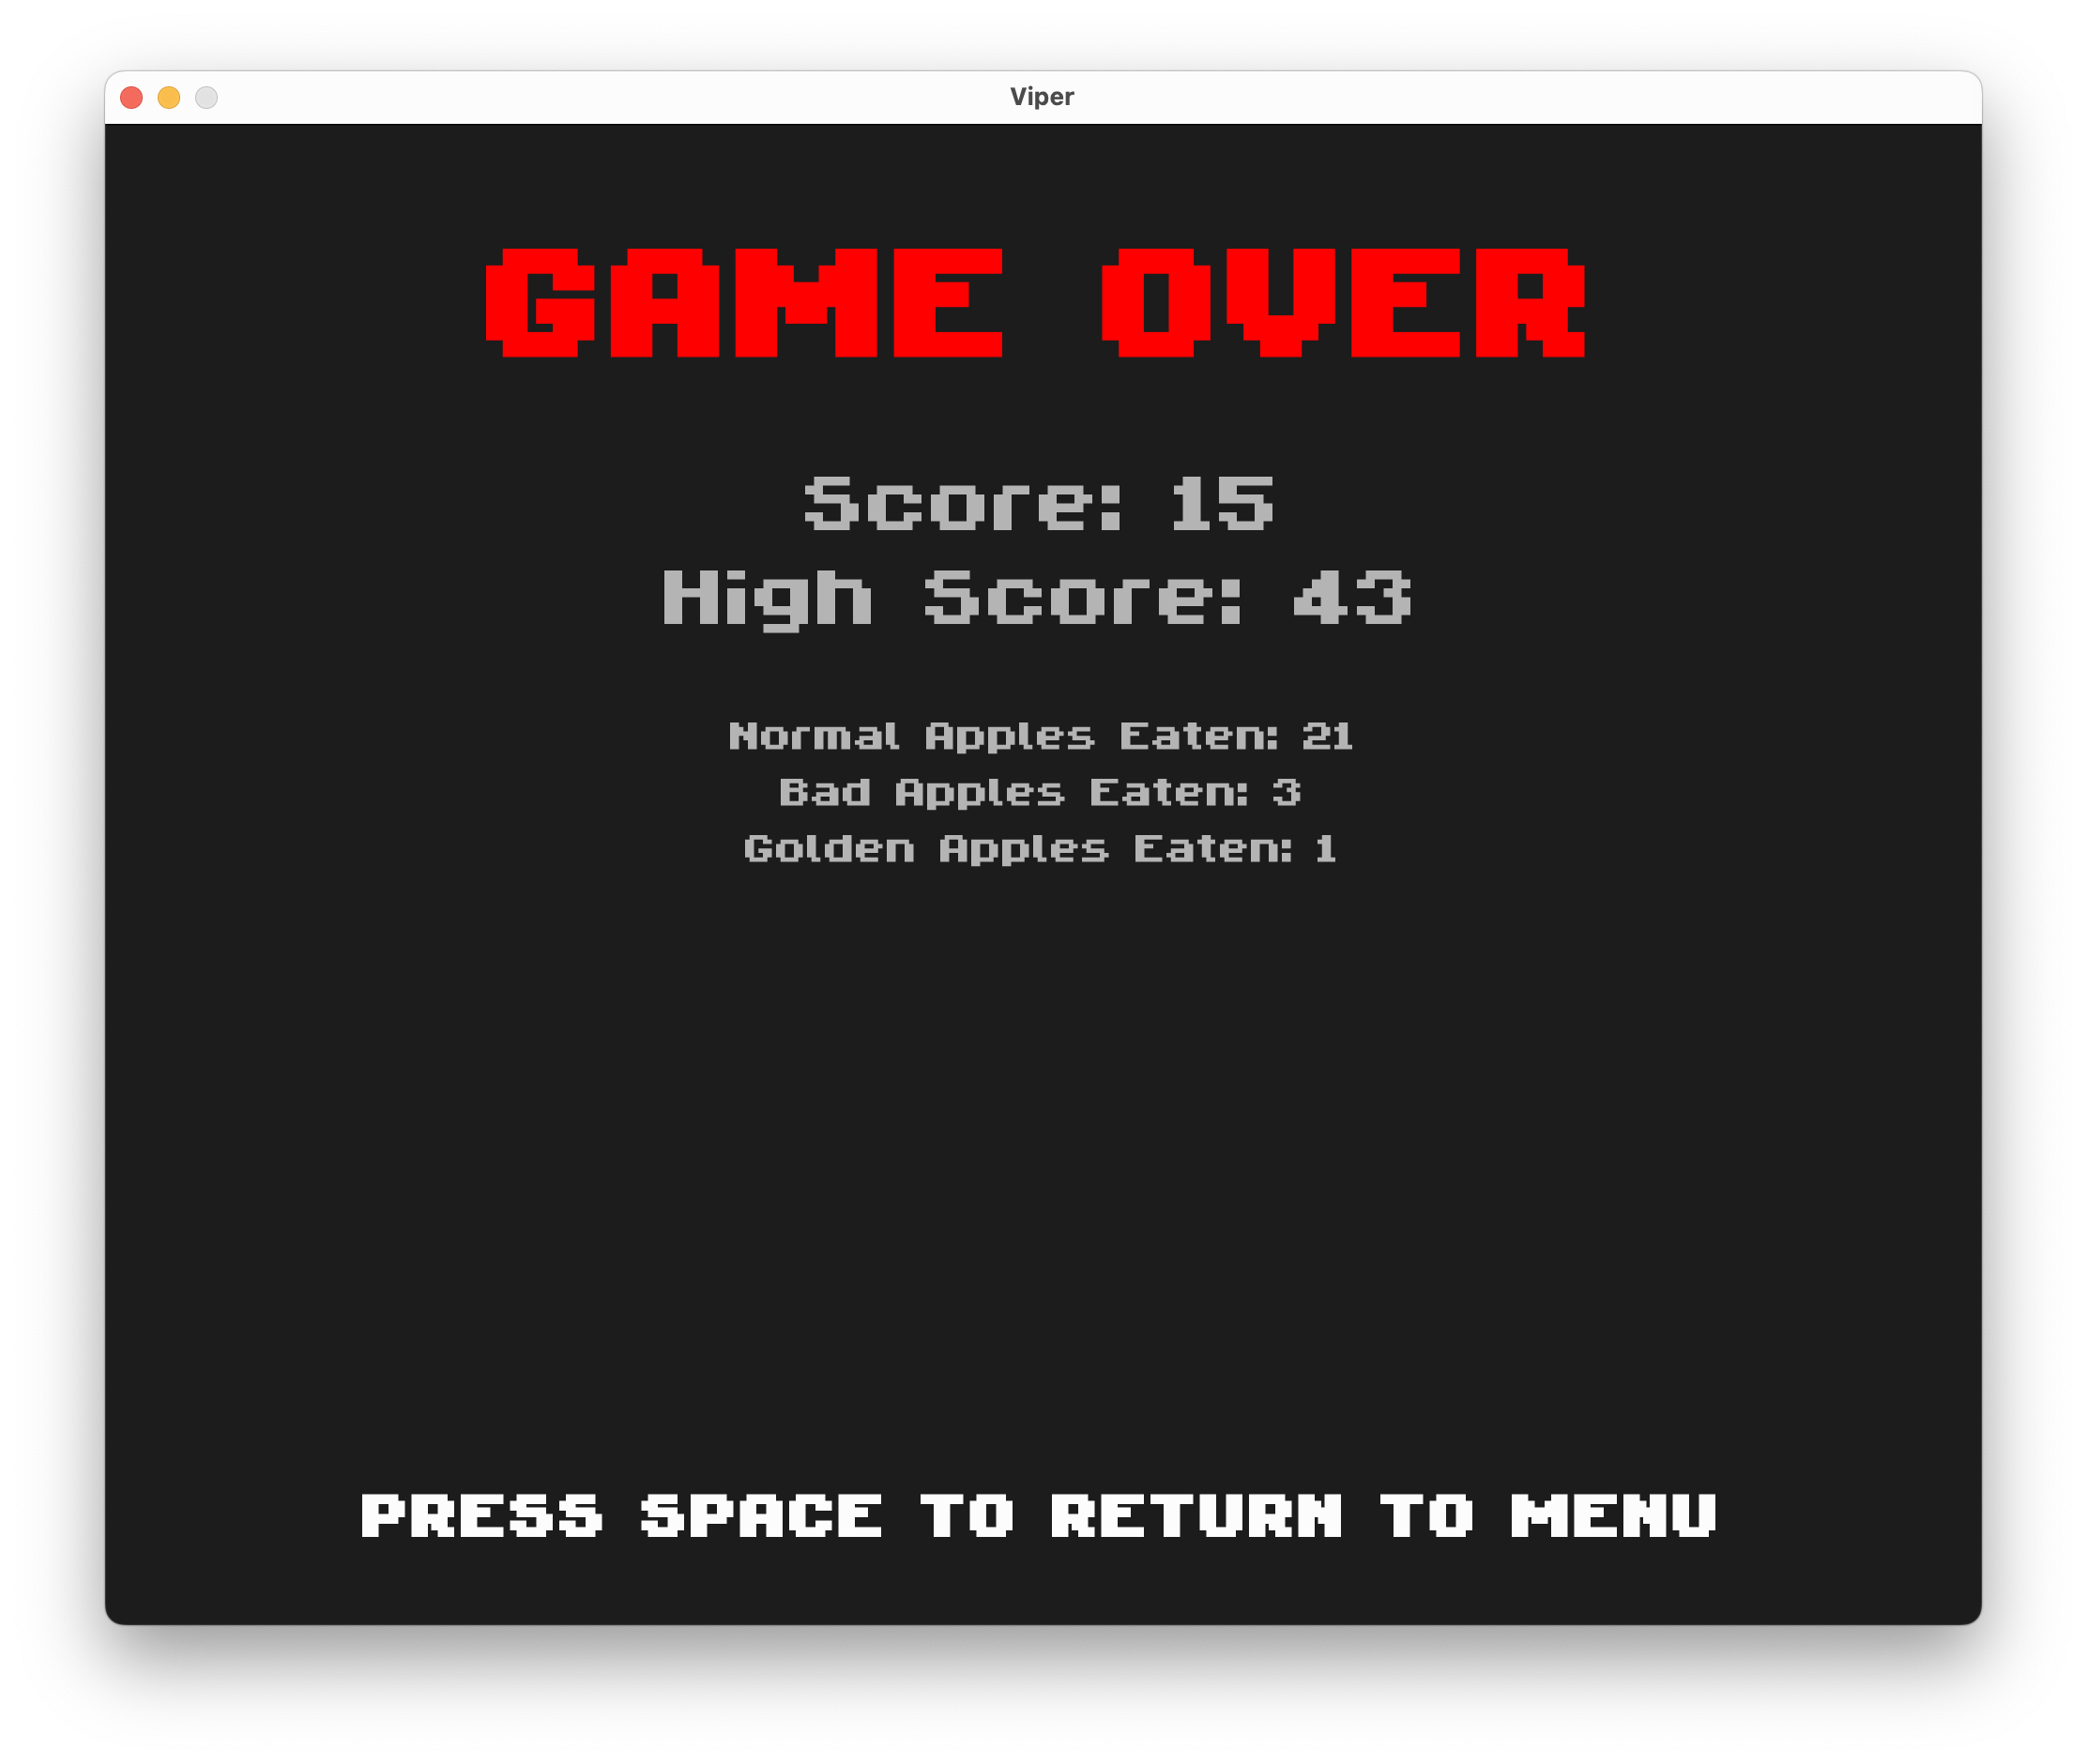 Viper
GAME OVER
Score: 15
High Score: 43
Normal Apples Eaten: 21
Bad Apples Eaten: 3
Golden Apples Eaten: 1
PRESS SPACE TO RETURN TO MENU